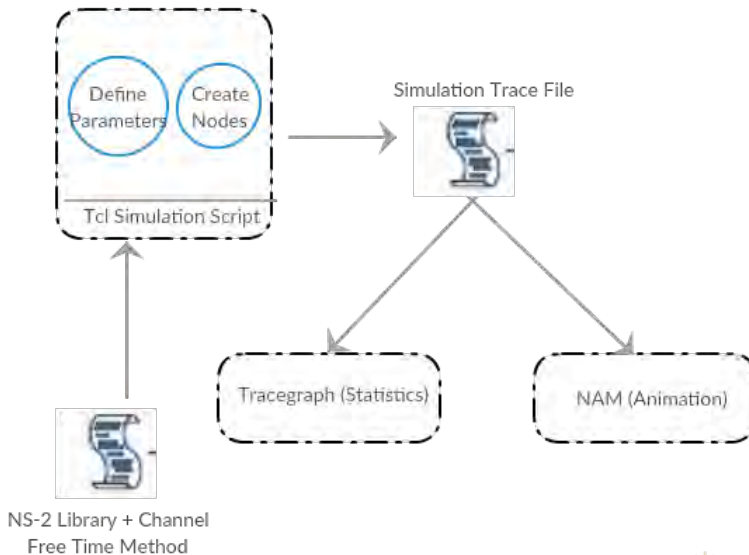 Define
Parameters
Create
Nodes
Tcl Simulation Script
Simulation Trace File
Tracegraph (Statistics)
NAM (Animation)
NS-2 Library + Channel
Free Time Method